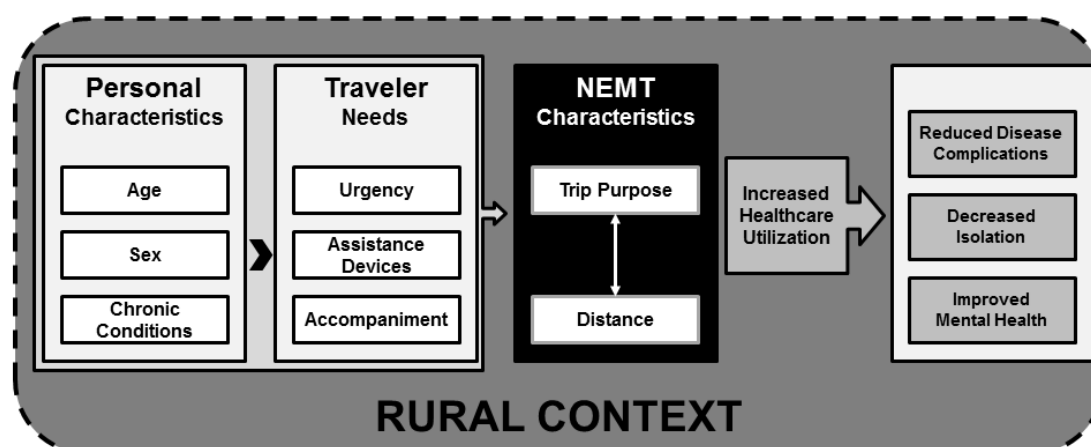 Personal
Characteristics
Age
Sex
Chronic
Conditions
Traveler
Needs
Urgency
Assistance
Devices
Accompaniment
NEMT
Characteristics
Trip Purpose
Distance
Increased
Healthcare
Utilization
Reduced Disease
Complications
Decreased
Isolation
Improved
Mental Health
RURAL CONTEXT